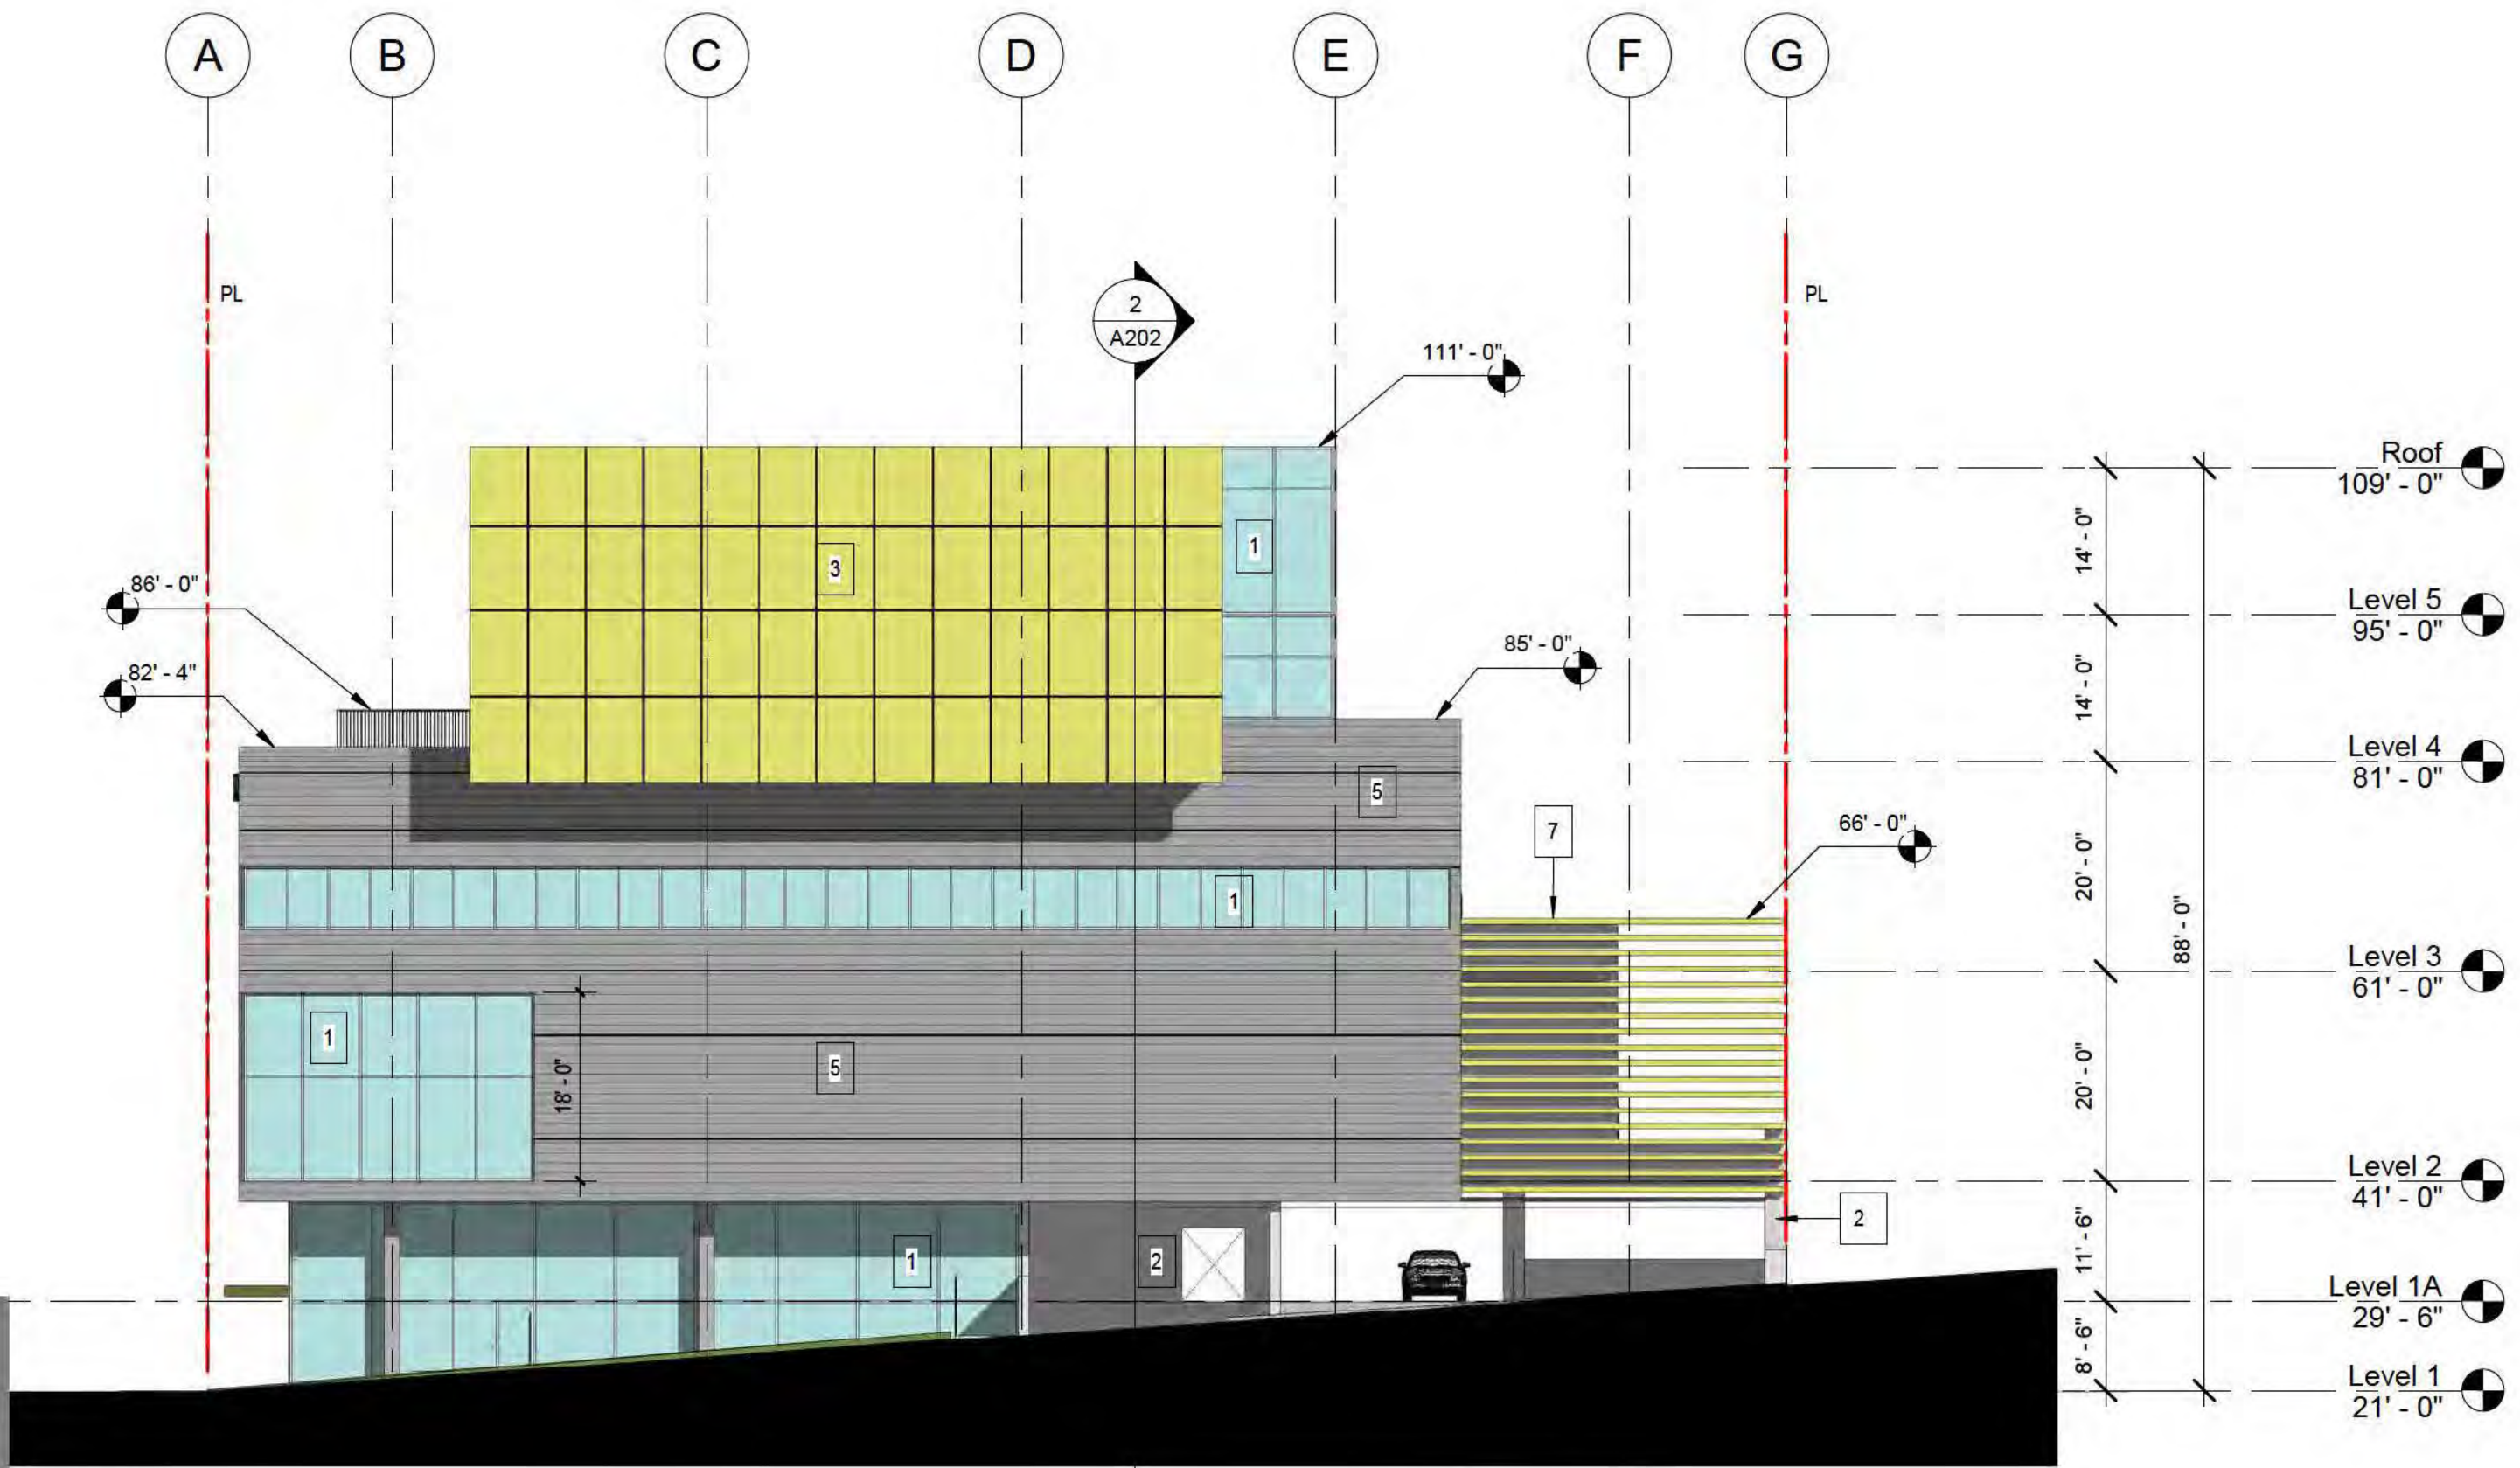 A
B
C
D
E
F
G
PL
PL
2
A202
111' - 0"
Roof
109' - 0"
14' - 0"
1
3
86' - 0"
Level 5
95' - 0"
85' - 0"
82' - 4"
14' - 0"
Level 4
81' - 0"
5
7
66' - 0"
20' - 0"
1
88' - 0"
Level 3
61' - 0"
1
5
18' - 0"
20' - 0"
Level 2
41' - 0"
2
1
2
11' - 6"
Level 1A
29' - 6"
8' - 6"
Level 1
21' - 0"